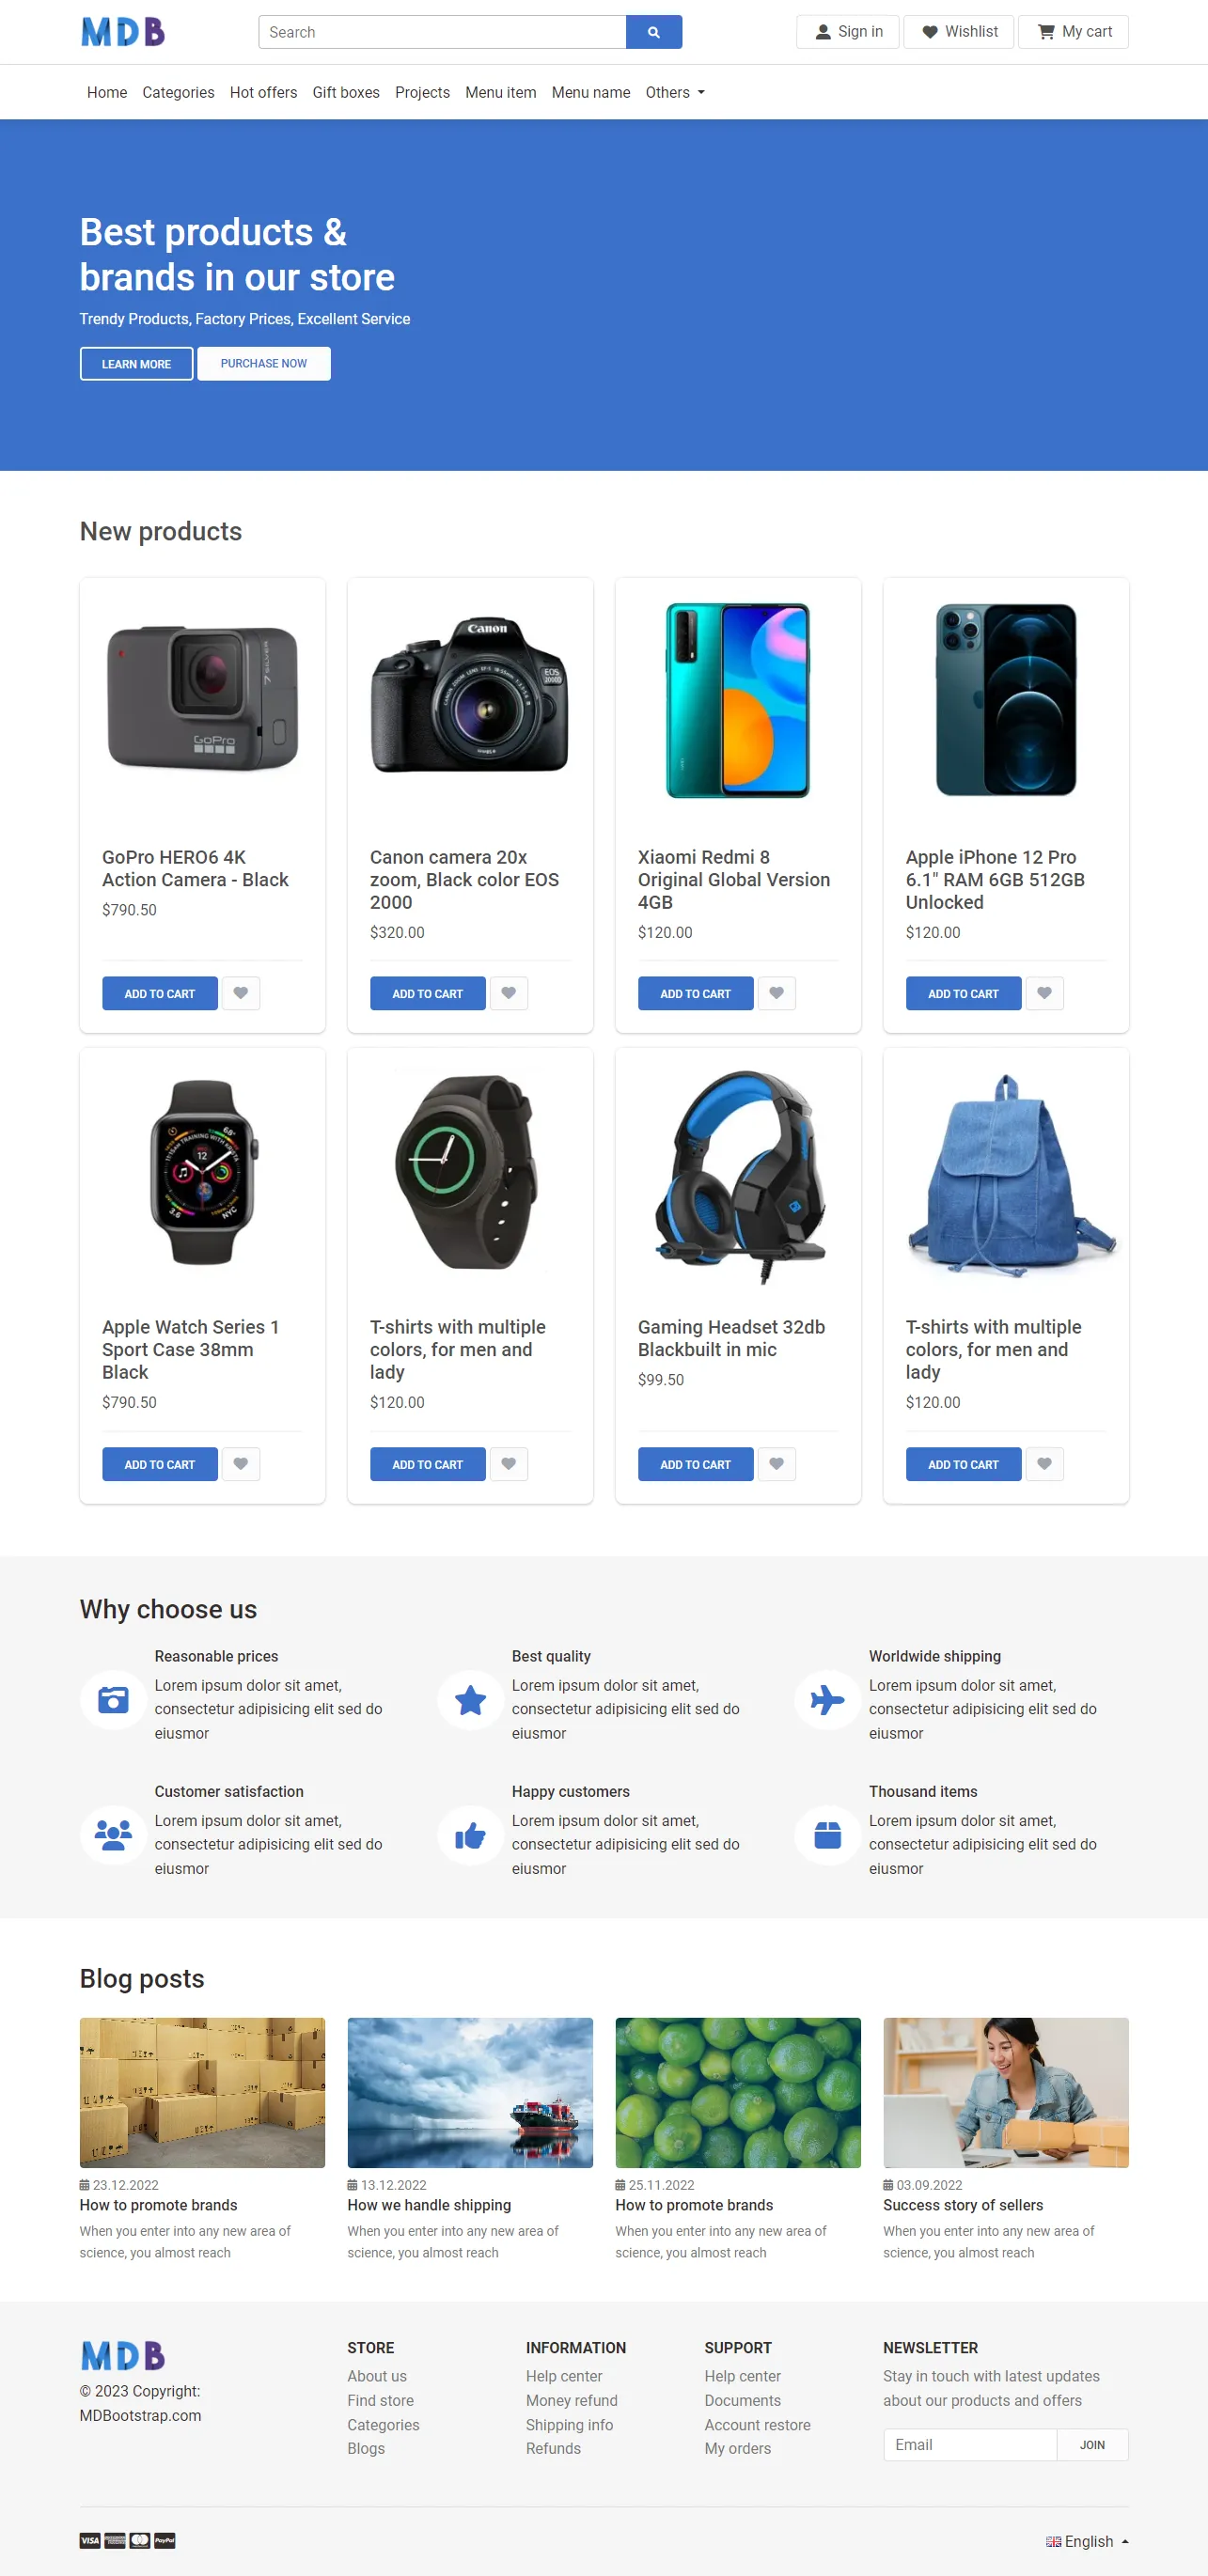 MDB
Search
Sign in
Wishlist
My cart
Home
Categories
Hot offers
Gift boxes
Projects
Menu item
Menu name
Others
Best products &
brands in our store
Trendy Products, Factory Prices, Excellent Service
LEARN MORE
PURCHASE NOW
New products
7 SILVER
GoPro
GoPro HERO6 4K
Action Camera - Black
$790.50
ADD TO CART
Canon
EOS
2000D
Canon camera 20x
zoom, Black color EOS
2000
$320.00
ADD TO CART
Xiaomi Redmi 8
Original Global Version
4GB
$120.00
ADD TO CART
Apple iPhone 12 Pro
6.1" RAM 6GB 512GB
Unlocked
$120.00
ADD TO CART
68°
12
3.6
NYC
Apple Watch Series 1
Sport Case 38mm
Black
$790.50
ADD TO CART
T-shirts with multiple
colors, for men and
lady
$120.00
ADD TO CART
Gaming Headset 32db
Blackbuilt in mic
$99.50
ADD TO CART
T-shirts with multiple
colors, for men and
lady
$120.00
ADD TO CART
Why choose us
Reasonable prices
Lorem ipsum dolor sit amet,
consectetur adipisicing elit sed do
eiusmor
Best quality
Lorem ipsum dolor sit amet,
consectetur adipisicing elit sed do
eiusmor
Worldwide shipping
Lorem ipsum dolor sit amet,
consectetur adipisicing elit sed do
eiusmor
Customer satisfaction
Lorem ipsum dolor sit amet,
consectetur adipisicing elit sed do
eiusmor
Happy customers
Lorem ipsum dolor sit amet,
consectetur adipisicing elit sed do
eiusmor
Thousand items
Lorem ipsum dolor sit amet,
consectetur adipisicing elit sed do
eiusmor
Blog posts
23.12.2022
How to promote brands
When you enter into any new area of
science, you almost reach
13.12.2022
How we handle shipping
When you enter into any new area of
science, you almost reach
25.11.2022
How to promote brands
When you enter into any new area of
science, you almost reach
03.09.2022
Success story of sellers
When you enter into any new area of
science, you almost reach
MDB
© 2023 Copyright:
MDBootstrap.com
STORE
About us
Find store
Categories
Blogs
INFORMATION
Help center
Money refund
Shipping info
Refunds
SUPPORT
Help center
Documents
Account restore
My orders
NEWSLETTER
Stay in touch with latest updates
about our products and offers
Email
JOIN
VISA
PayPal
English